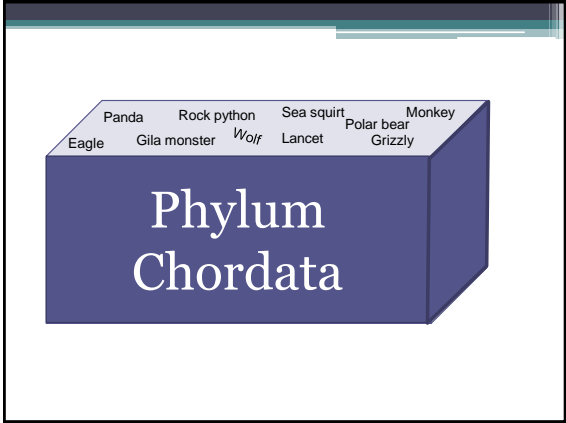 Panda Rock python Sea squirt Polar bear Monkey
Eagle Gila monster Wolf Lancet Grizzly
Phylum
Chordata